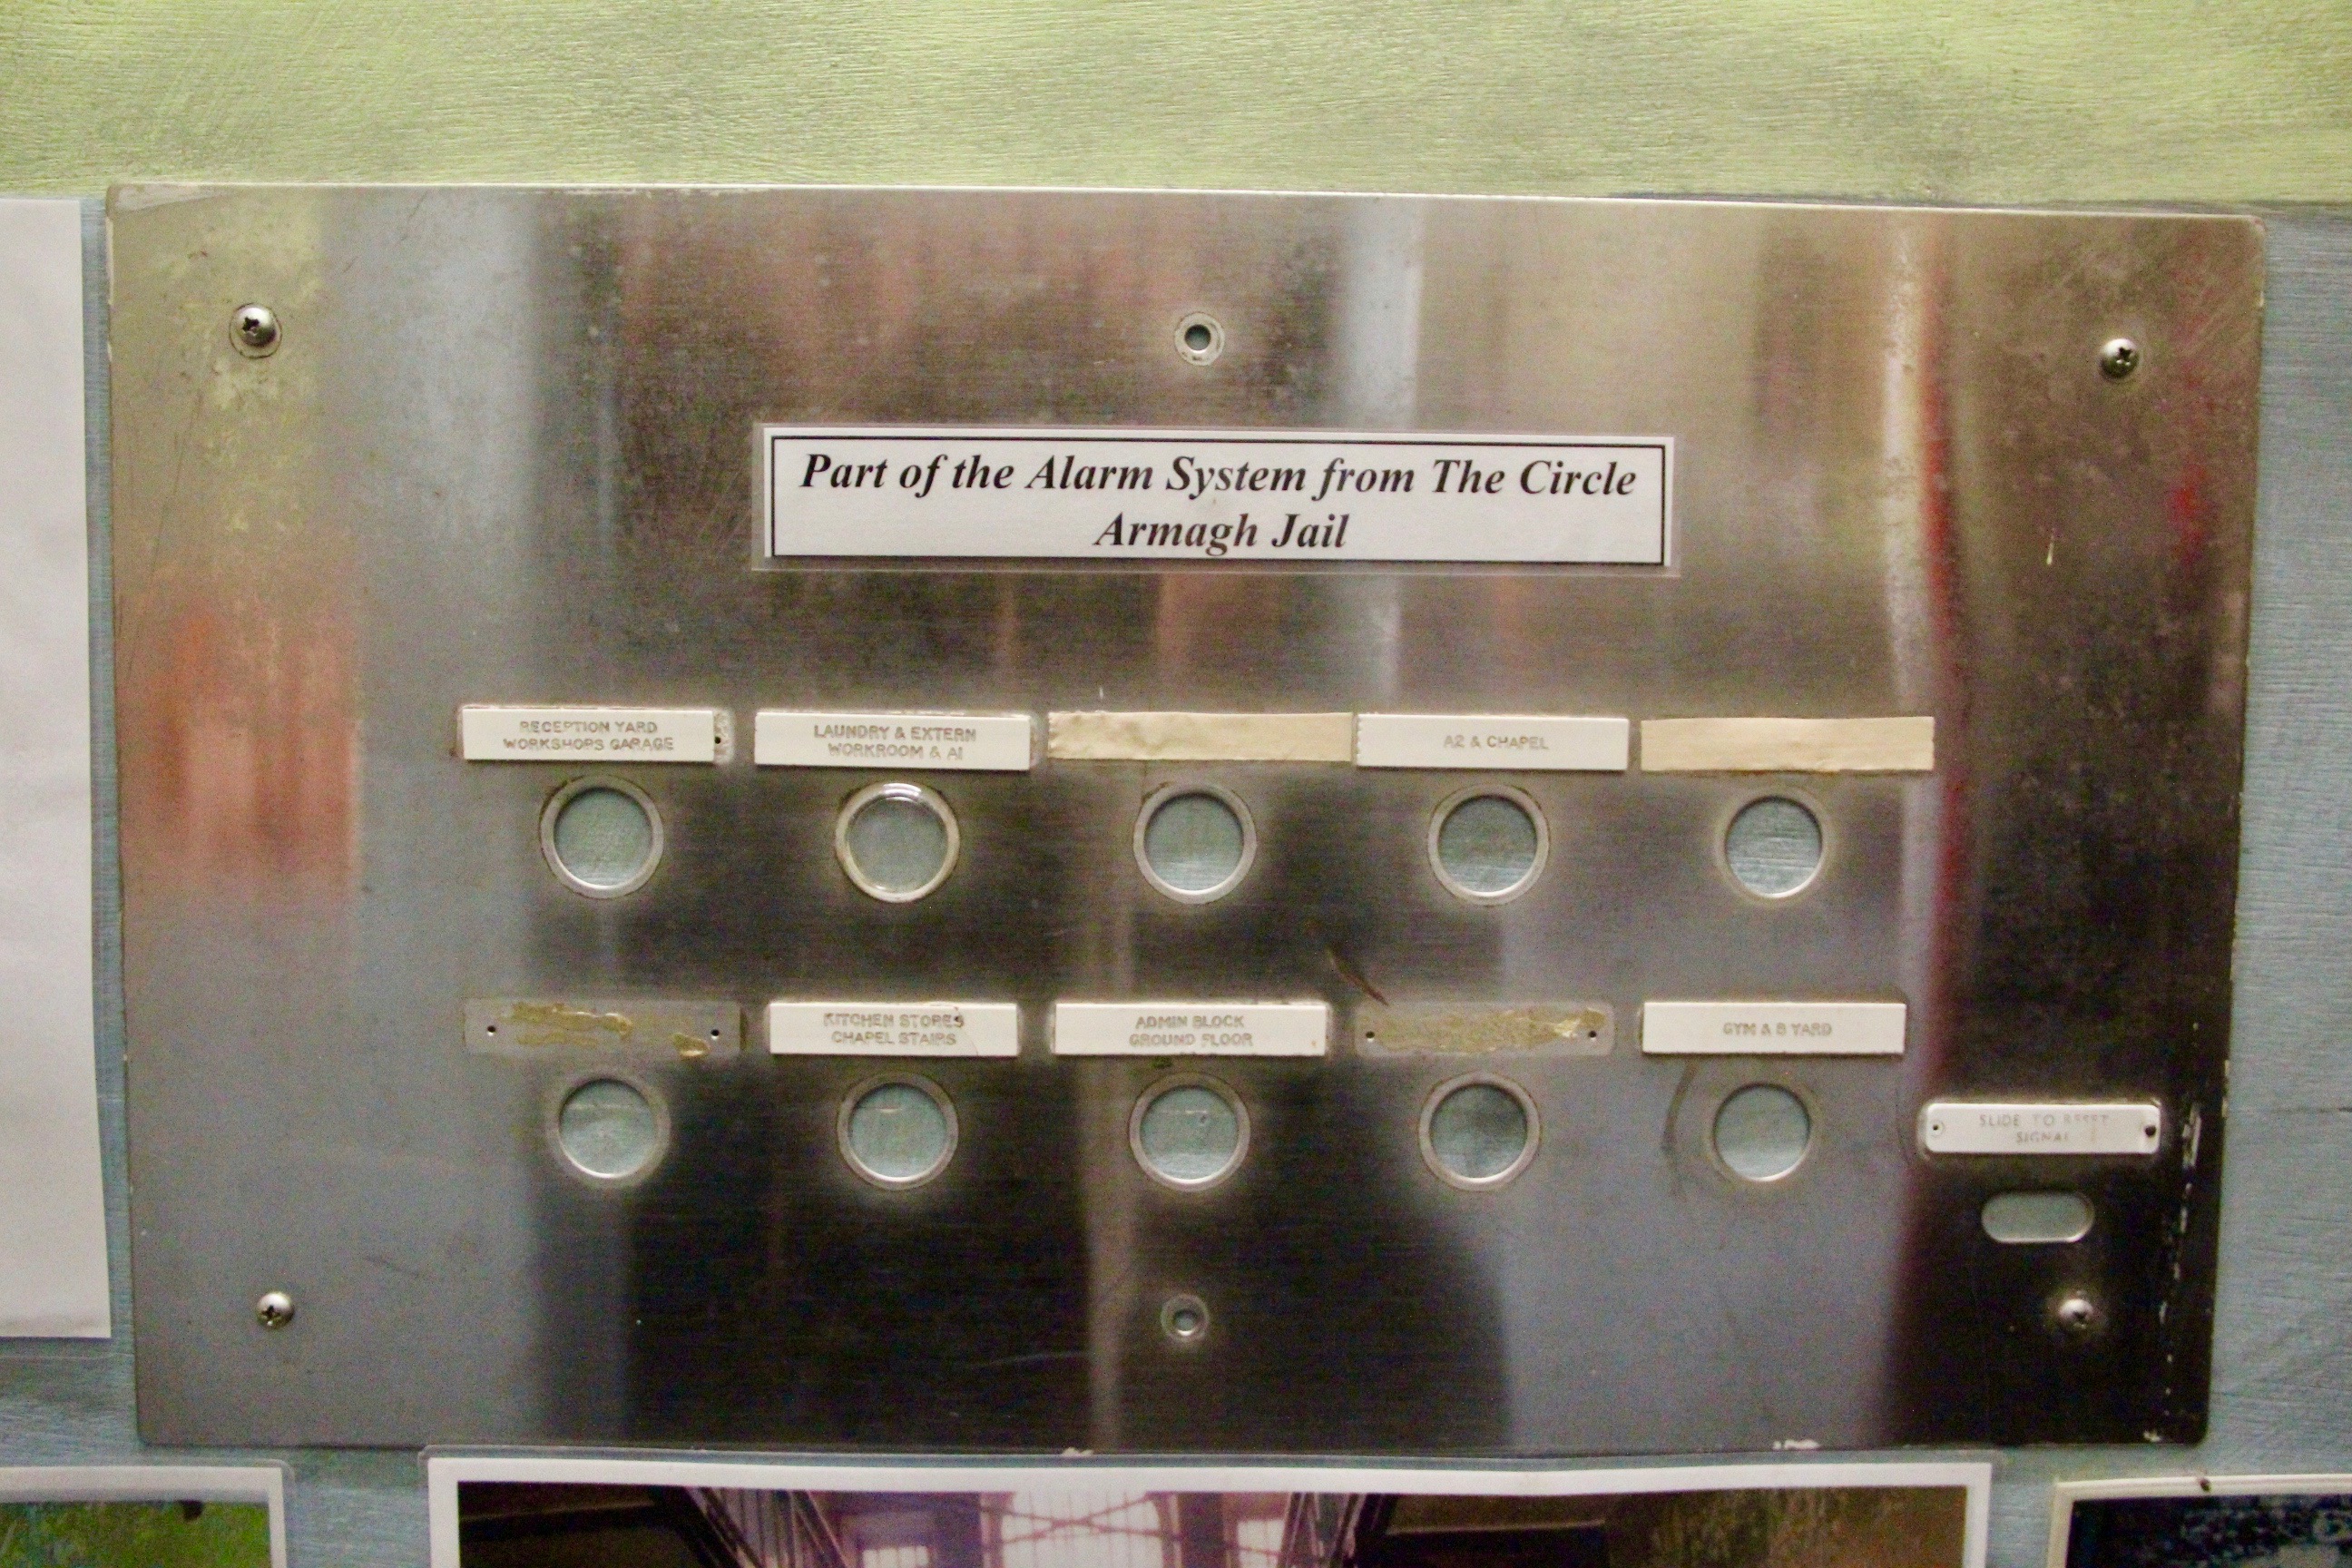 Part of the Alarm System from The Circle
Armagh Jail
RECEPTION YARD
WORKSHOPS GARAGE
LAUNDRY & EXTERN
WORKROOM & A1
A2 & CHAPEL
KITCHEN STORES
CHAPEL STAIRS
ADMIN BLOCK
GROUND FLOOR
GYM & B YARD
SLIDE TO RESET
SIGNAL